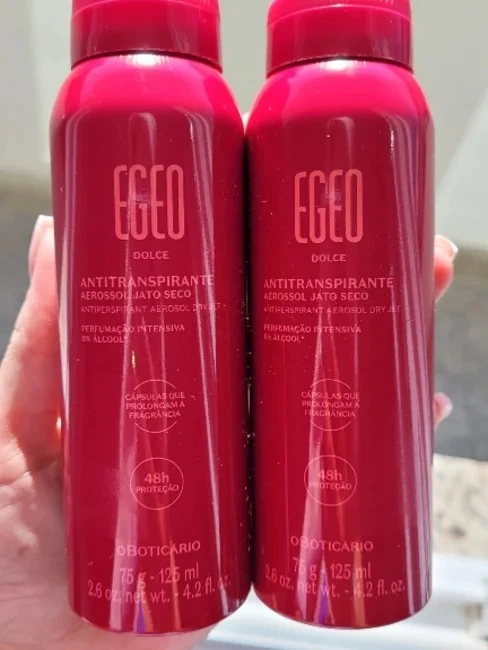 EGEO
DOLCE
ANTITRANSPIRANTE
AEROSSOL JATO SECO
ANTIPERSPIRANT AEROSOL DRY JET
PERFUMAÇÃO INTENSIVA
0% ÁLCOOL*
CÁPSULAS QUE
PROLONGAM A
FRAGRÂNCIA
48h
PROTEÇÃO
OBOTICÁRIO
75 g - 125 ml
2.6 oz. net wt. - 4.2 fl. oz.
EGEO
DOLCE
ANTITRANSPIRANTE
AEROSSOL JATO SECO
ANTIPERSPIRANT AEROSOL DRY JET
PERFUMAÇÃO INTENSIVA
0% ÁLCOOL*
CÁPSULAS QUE
PROLONGAM A
FRAGRÂNCIA
48h
PROTEÇÃO
OBOTICÁRIO
75 g - 125 ml
2.6 oz. net wt. - 4.2 fl. oz.